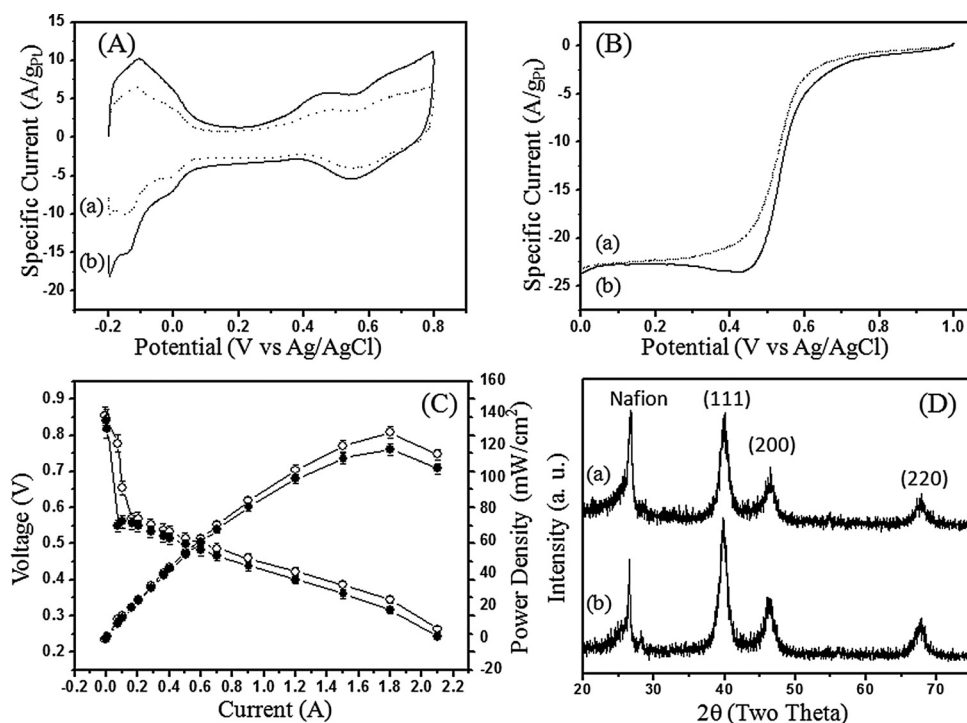 (A)
15
10
5
0
-5
-10
-15
-20
Specific Current (A/gPt)
(a)
(b)
-0.2 0.0 0.2 0.4 0.6 0.8
Potential (V vs Ag/AgCl)
(B)
0
-5
-10
-15
-20
-25
Specific Current (A/gPt)
(a)
(b)
0.0 0.2 0.4 0.6 0.8 1.0
Potential (V vs Ag/AgCl)
(C)
0.9
0.8
0.7
0.6
0.5
0.4
0.3
0.2
Voltage (V)
160
140
120
100
80
60
40
20
0
-20
Power Density (mW/cm²)
-0.2 0.0 0.2 0.4 0.6 0.8 1.0 1.2 1.4 1.6 1.8 2.0 2.2
Current (A)
(D)
Nafion
(111)
(200)
(220)
(a)
(b)
Intensity (a. u.)
20 30 40 50 60 70
2θ (Two Theta)